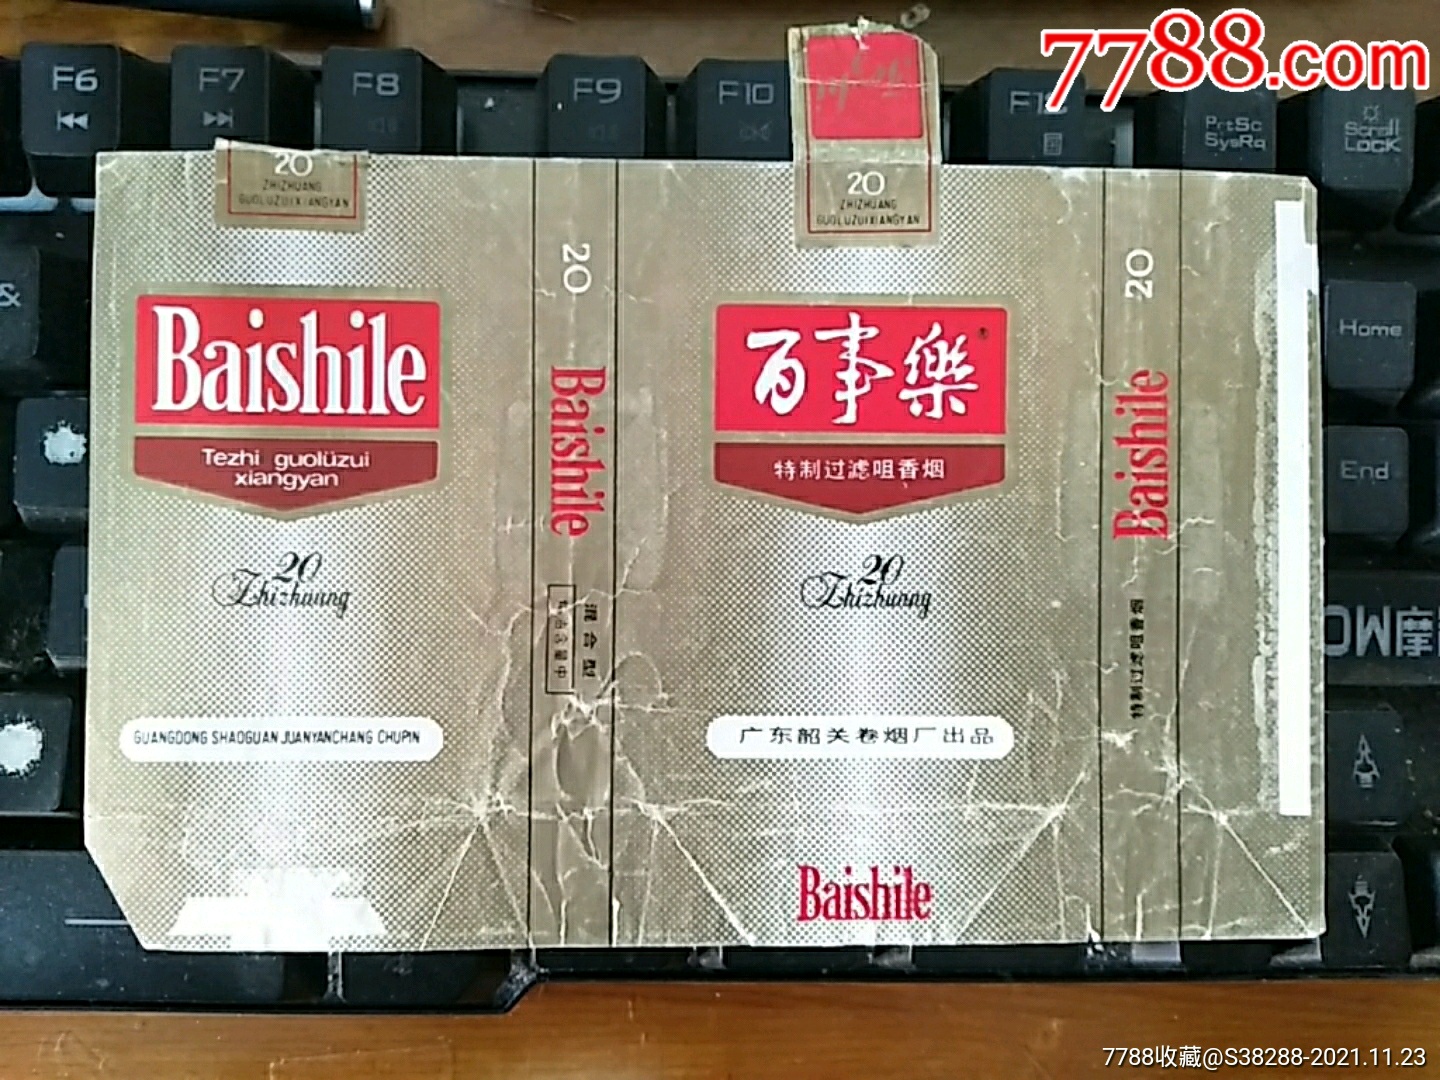 7788.com
F6
F7
F8
F9
F10
PrtSc
SysRq
Scroll
Lock
&
Home
End
OW摩
20
ZHIZHUANG
GUOLUZUIXIANGYAN
Baishile
Tezhi guolüzui
xiangyan
20
Zhizhuang
GUANGDONG SHAOGUAN JUANYANCHANG CHUPIN
20
Baishile
混合型
20
ZHIZHUANG
GUOLUZUIXIANGYAN
百事樂®
特制过滤咀香烟
20
Zhizhuang
广东韶关卷烟厂出品
Baishile
20
Baishile
特制过滤咀香烟
7788收藏@S38288-2021.11.23